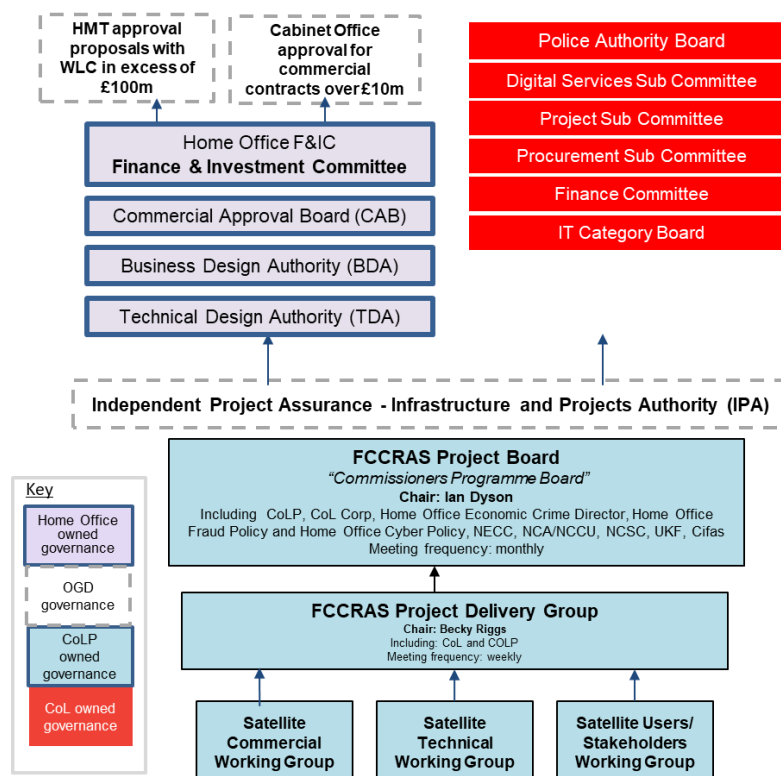 HMT approval
proposals with
WLC in excess of
£100m
Cabinet Office
approval for
commercial
contracts over £10m
Home Office F&IC
Finance & Investment Committee
Commercial Approval Board (CAB)
Business Design Authority (BDA)
Technical Design Authority (TDA)
Police Authority Board
Digital Services Sub Committee
Project Sub Committee
Procurement Sub Committee
Finance Committee
IT Category Board
Independent Project Assurance - Infrastructure and Projects Authority (IPA)
FCCRAS Project Board
“Commissioners Programme Board”
Chair: Ian Dyson
Including CoLP, CoL Corp, Home Office Economic Crime Director, Home Office
Fraud Policy and Home Office Cyber Policy, NECC, NCA/NCCU, NCSC, UKF, Cifas
Meeting frequency: monthly
FCCRAS Project Delivery Group
Chair: Becky Riggs
Including: CoL and COLP
Meeting frequency: weekly
Satellite
Commercial
Working Group
Satellite
Technical
Working Group
Satellite Users/
Stakeholders
Working Group
Key
Home Office
owned
governance
OGD
governance
CoLP
owned
governance
CoL owned
governance